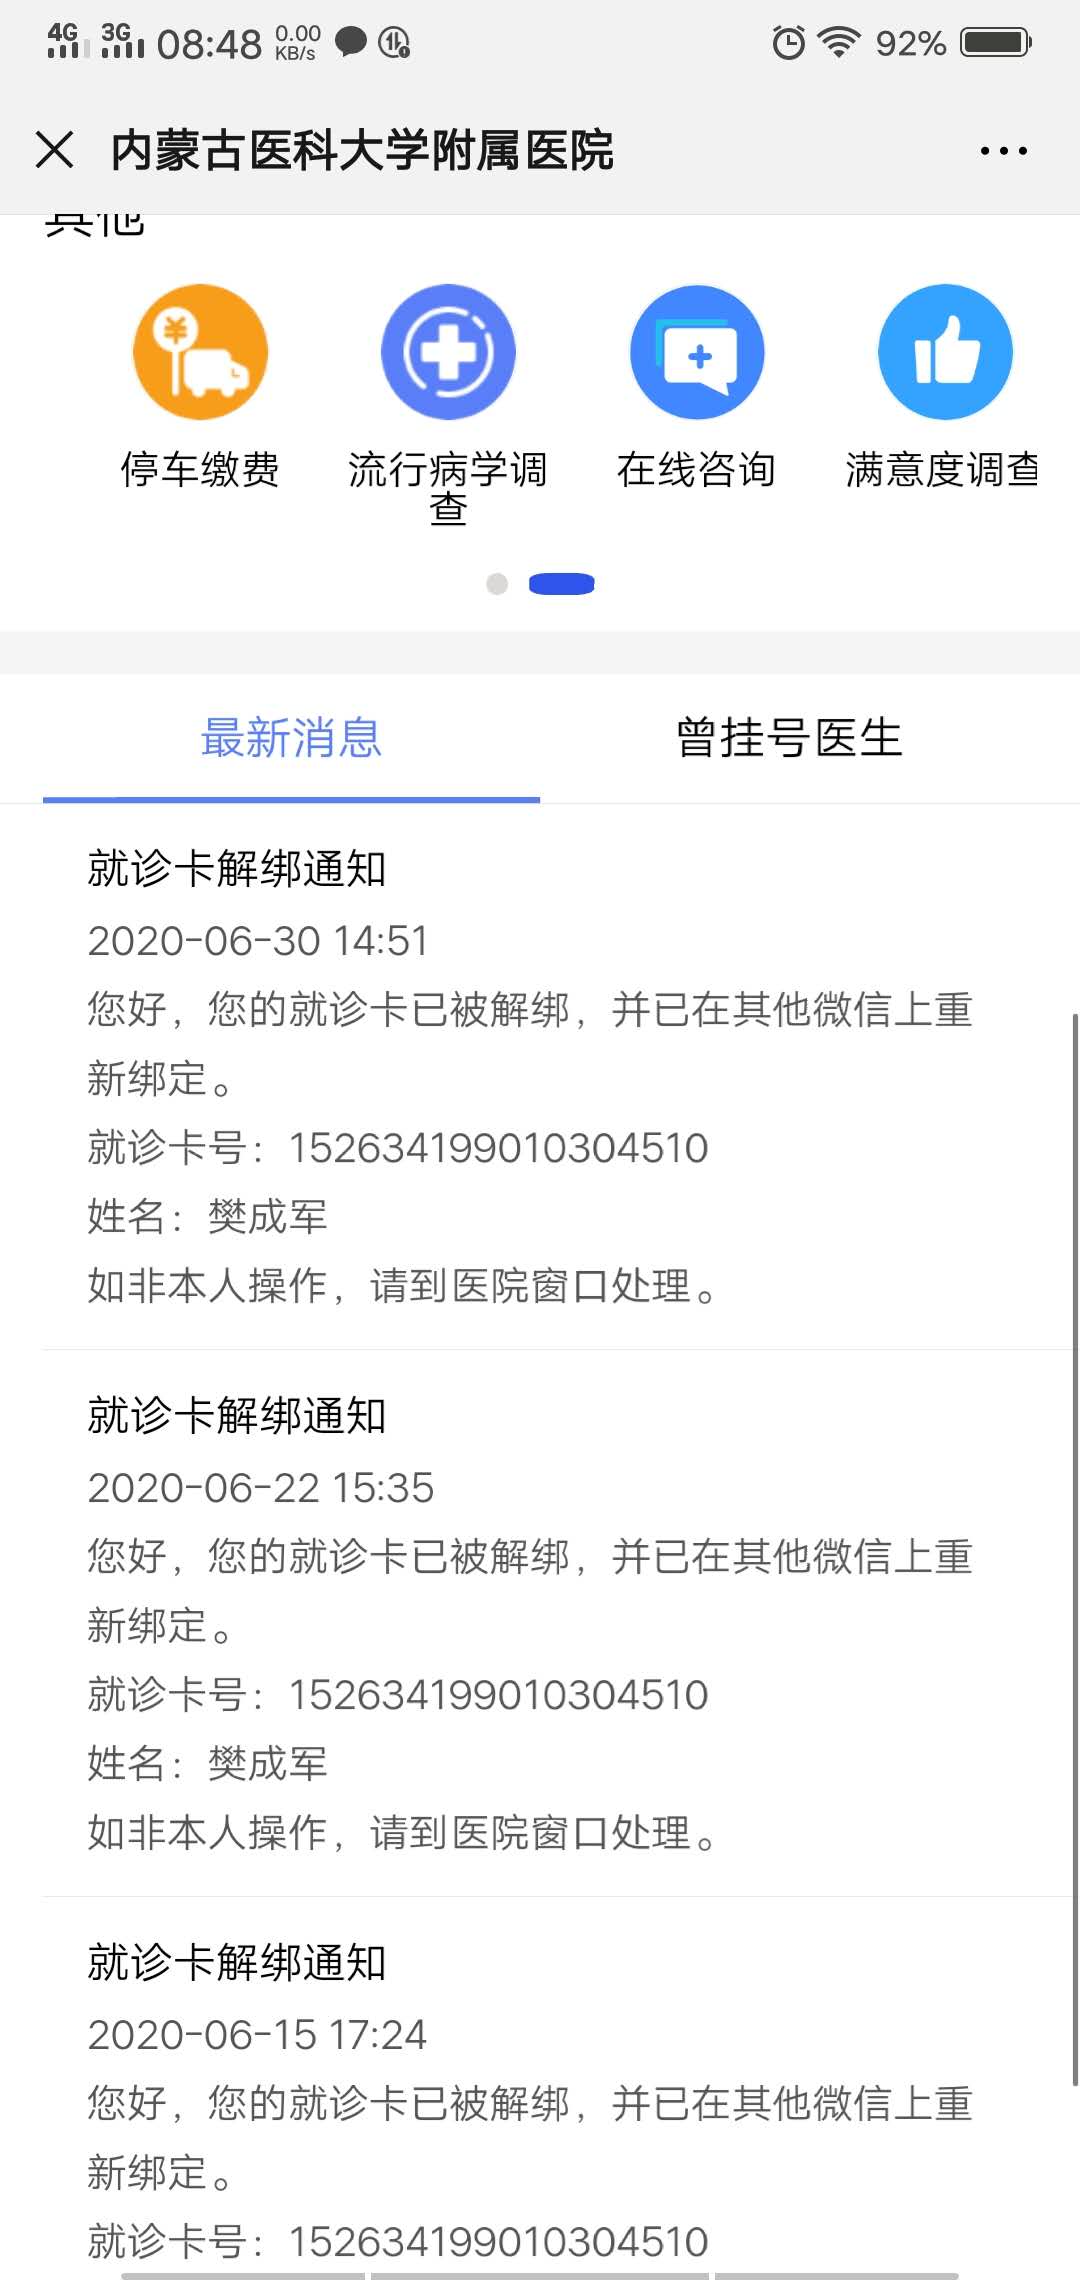 4G 3G 08:48 0.00 KB/s 92%
内蒙古医科大学附属医院
其他
停车缴费
流行病学调查
在线咨询
满意度调查
最新消息 曾挂号医生
就诊卡解绑通知
2020-06-30 14:51
您好，您的就诊卡已被解绑，并已在其他微信上重
新绑定。
就诊卡号：152634199010304510
姓名：樊成军
如非本人操作，请到医院窗口处理。
就诊卡解绑通知
2020-06-22 15:35
您好，您的就诊卡已被解绑，并已在其他微信上重
新绑定。
就诊卡号：152634199010304510
姓名：樊成军
如非本人操作，请到医院窗口处理。
就诊卡解绑通知
2020-06-15 17:24
您好，您的就诊卡已被解绑，并已在其他微信上重
新绑定。
就诊卡号：152634199010304510